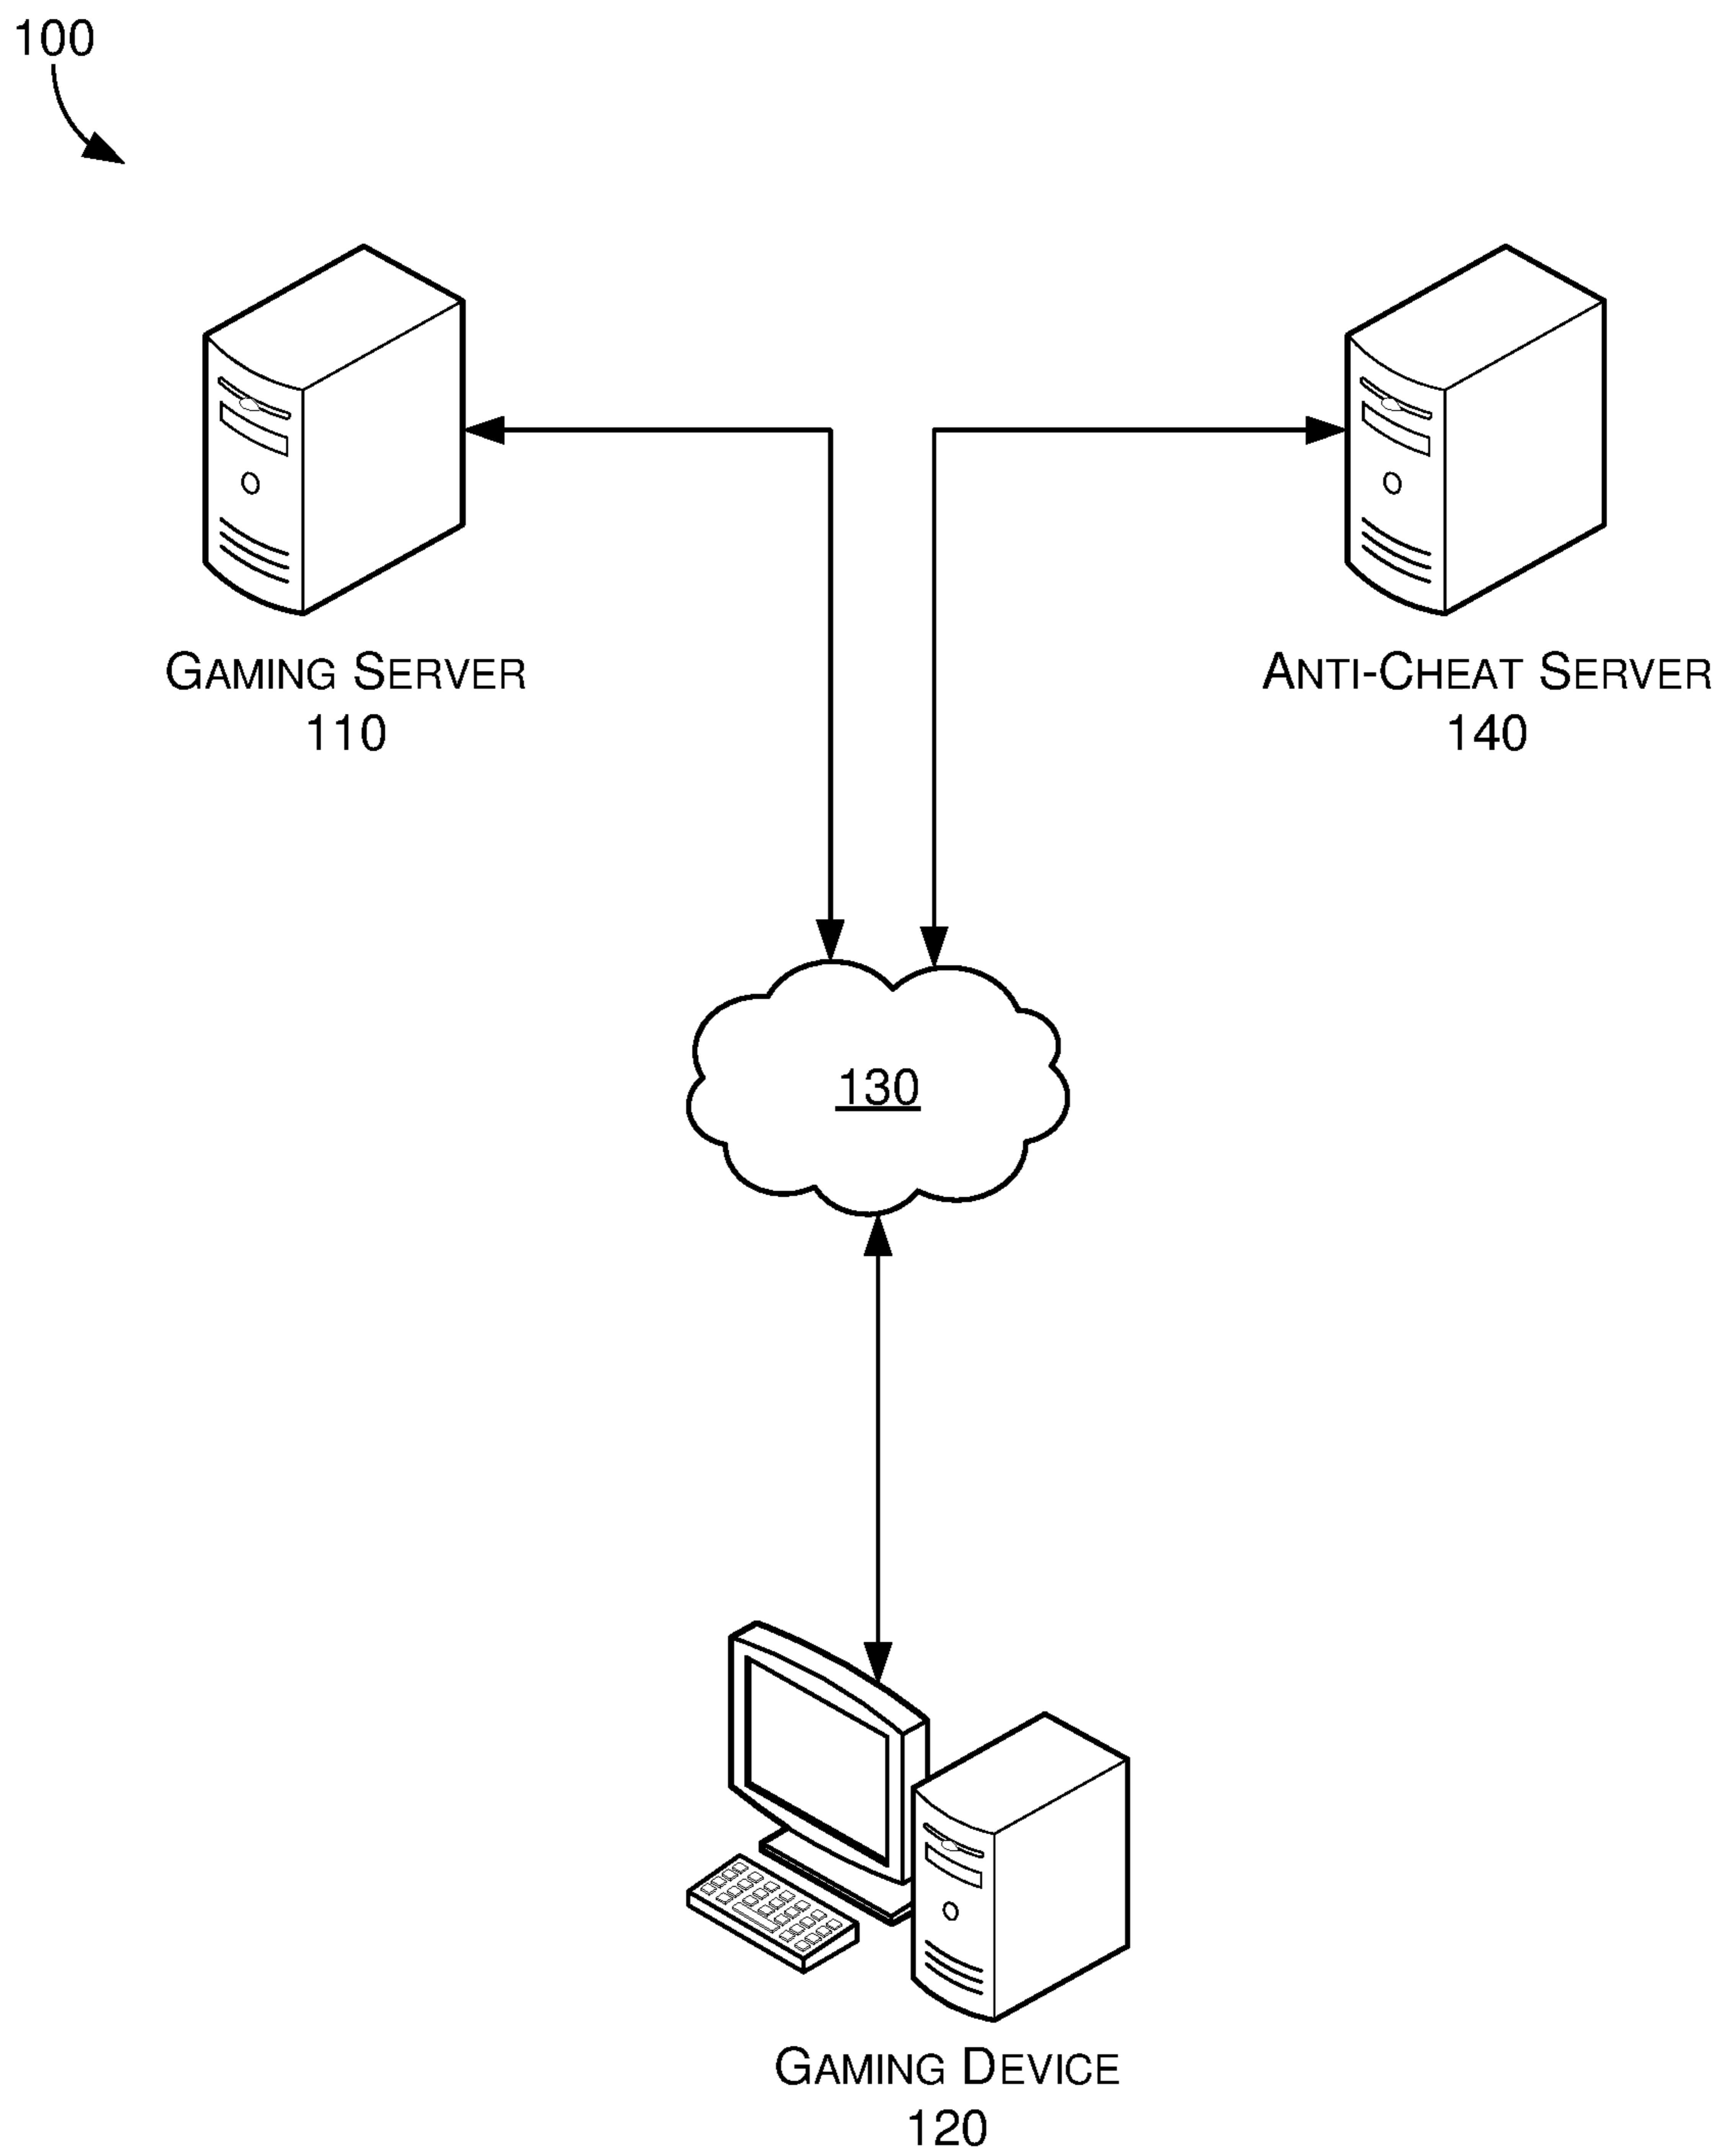 100
GAMING SERVER
110
ANTI-CHEAT SERVER
140
130
GAMING DEVICE
120